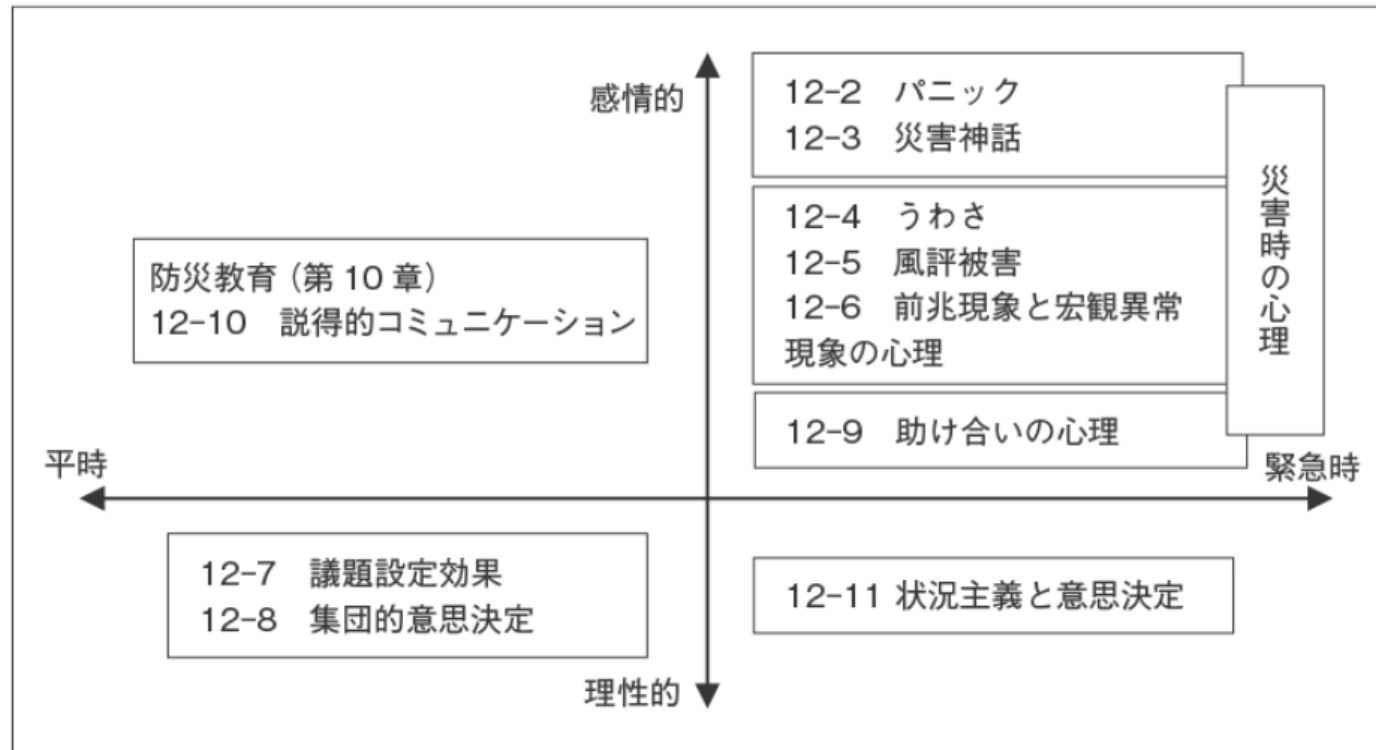 感情的
12-2 パニック
12-3 災害神話
12-4 うわさ
12-5 風評被害
12-6 前兆現象と宏観異常
現象の心理
12-9 助け合いの心理
災害時の心理
防災教育（第 10 章）
12-10 説得的コミュニケーション
平時
緊急時
12-7 議題設定効果
12-8 集団的意思決定
12-11 状況主義と意思決定
理性的